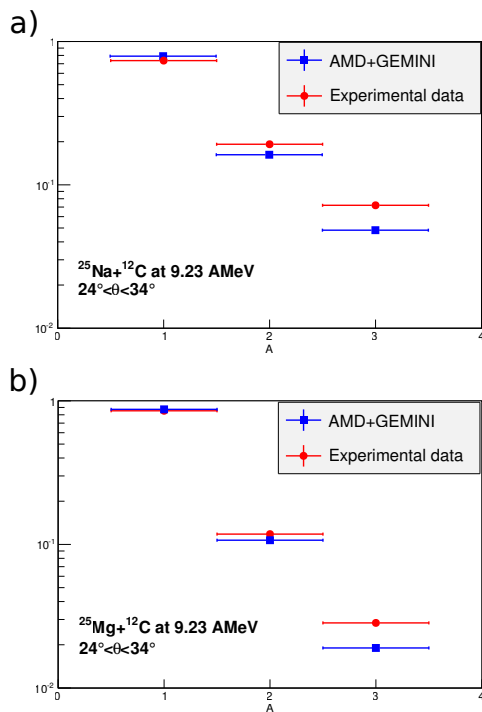 a)
1
AMD+GEMINI
Experimental data
10⁻¹
²⁵Na+¹²C at 9.23 AMeV
24°<θ<34°
10⁻²
0 1 2 3 4
A
b)
1
AMD+GEMINI
Experimental data
10⁻¹
²⁵Mg+¹²C at 9.23 AMeV
24°<θ<34°
10⁻²
0 1 2 3 4
A